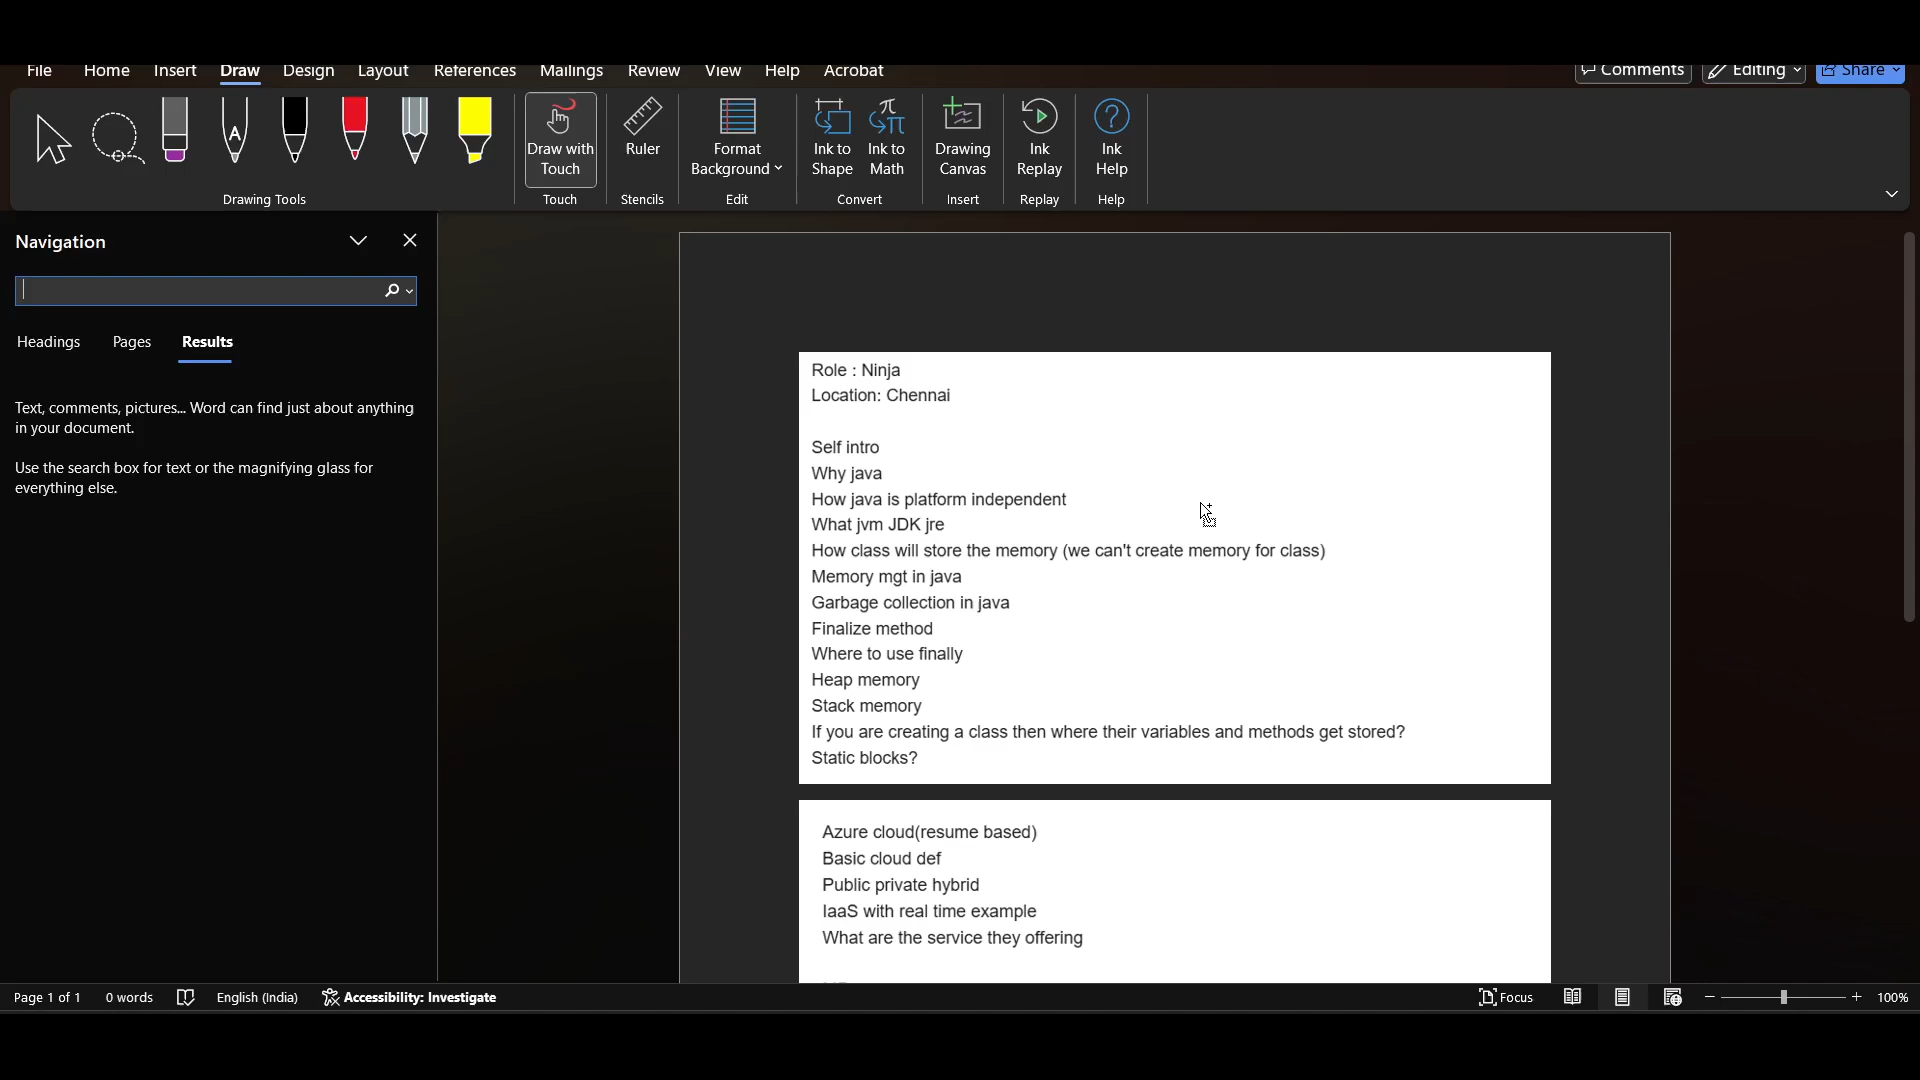 File Home Insert Draw Design Layout References Mailings Review View Help Acrobat Comments Editing Share
A
Draw with Touch
Ruler
Format Background
Ink to Shape
Ink to Math
Drawing Canvas
Ink Replay
Ink Help
Drawing Tools Touch Stencils Edit Convert Insert Replay Help
Navigation
Headings Pages Results
Text, comments, pictures... Word can find just about anything
in your document.
Use the search box for text or the magnifying glass for
everything else.
Role : Ninja
Location: Chennai
Self intro
Why java
How java is platform independent
What jvm JDK jre
How class will store the memory (we can't create memory for class)
Memory mgt in java
Garbage collection in java
Finalize method
Where to use finally
Heap memory
Stack memory
If you are creating a class then where their variables and methods get stored?
Static blocks?
Azure cloud(resume based)
Basic cloud def
Public private hybrid
IaaS with real time example
What are the service they offering
Page 1 of 1 0 words English (India) Accessibility: Investigate Focus 100%